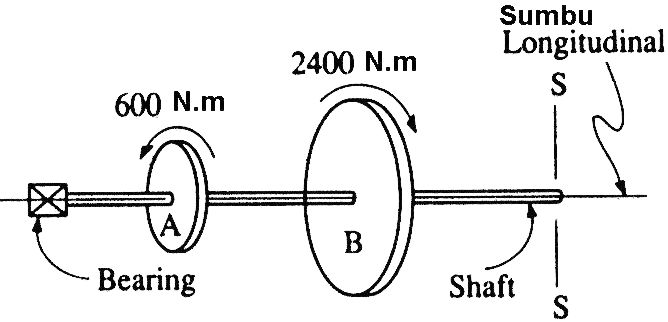 Sumbu
Longitudinal
2400 N.m
S
600 N.m
A
B
Bearing
Shaft
S